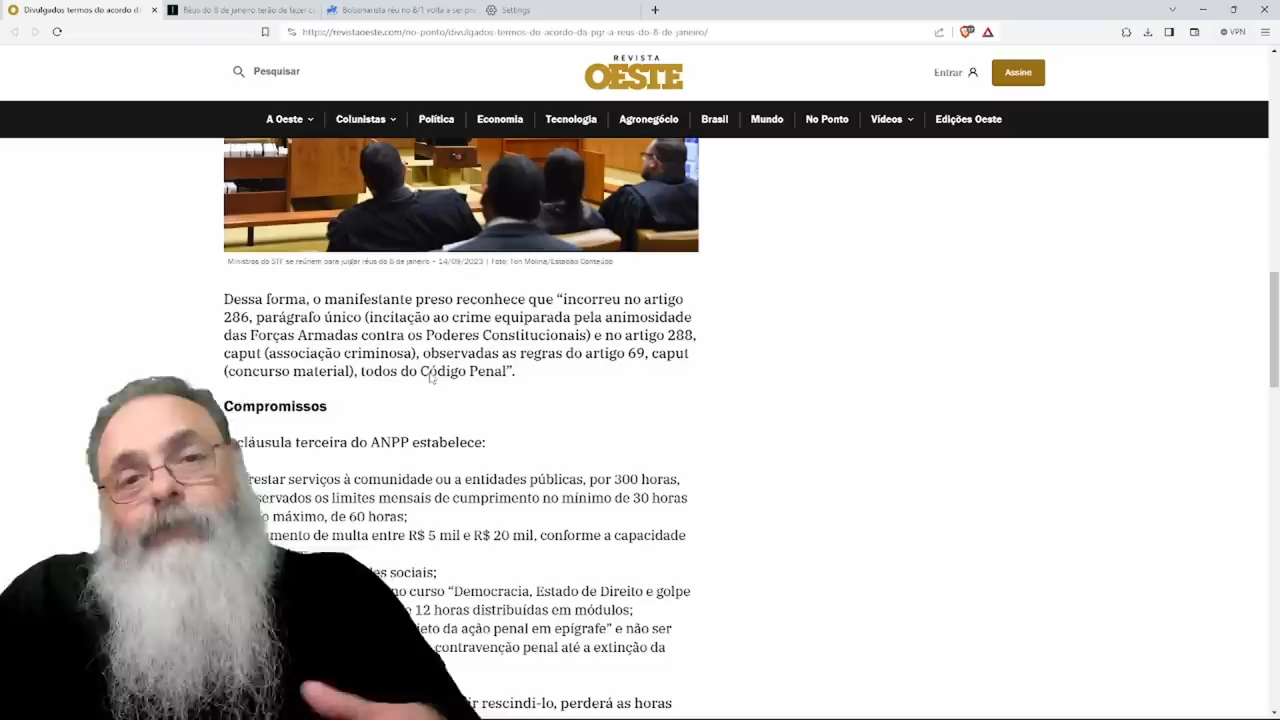 Divulgados termos do acordo da
Réus do 8 de janeiro terão de fazer cu
Bolsonarista réu no 8/1 volta a ser pre
Settings
https://revistaoeste.com/no-ponto/divulgados-termos-do-acordo-da-pgr-a-reus-do-8-de-janeiro/
VPN
Pesquisar
REVISTA
OESTE
Entrar
Assine
A Oeste
Colunistas
Política
Economia
Tecnologia
Agronegócio
Brasil
Mundo
No Ponto
Vídeos
Edições Oeste
Ministros do STF se reúnem para julgar réus do 8 de janeiro – 14/09/2023 | Foto: Ton Molina/Estadão Conteúdo
Dessa forma, o manifestante preso reconhece que “incorreu no artigo
286, parágrafo único (incitação ao crime equiparada pela animosidade
das Forças Armadas contra os Poderes Constitucionais) e no artigo 288,
caput (associação criminosa), observadas as regras do artigo 69, caput
(concurso material), todos do Código Penal”.
Compromissos
cláusula terceira do ANPP estabelece:
restar serviços à comunidade ou a entidades públicas, por 300 horas,
servados os limites mensais de cumprimento no mínimo de 30 horas
máximo, de 60 horas;
mento de multa entre R$ 5 mil e R$ 20 mil, conforme a capacidade
des sociais;
no curso “Democracia, Estado de Direito e golpe
e 12 horas distribuídas em módulos;
jeto da ação penal em epígrafe” e não ser
contravenção penal até a extinção da
ir rescindi-lo, perderá as horas